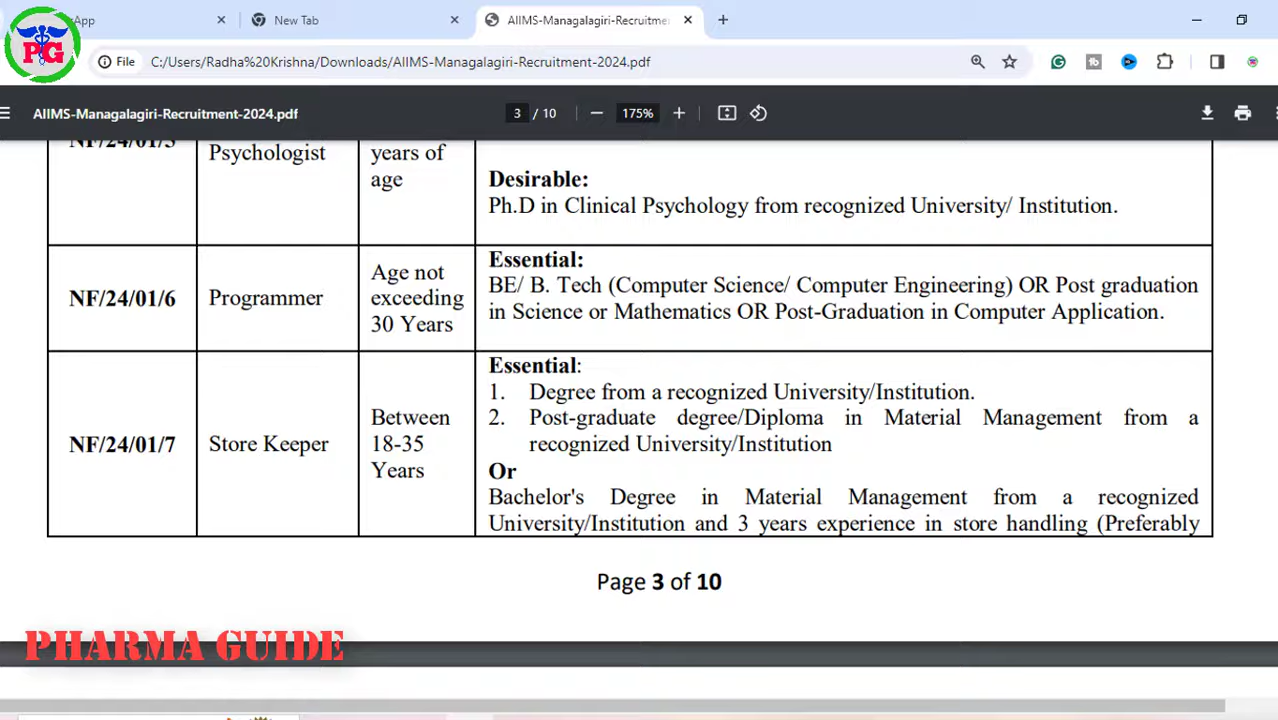 App
New Tab
AIIMS-Managalagiri-Recruitme
PG
File
C:/Users/Radha%20Krishna/Downloads/AIIMS-Managalagiri-Recruitment-2024.pdf
AIIMS-Managalagiri-Recruitment-2024.pdf
3 / 10
175%
NF/24/01/5
Psychologist
years of
age
Desirable:
Ph.D in Clinical Psychology from recognized University/ Institution.
NF/24/01/6
Programmer
Age not
exceeding
30 Years
Essential:
BE/ B. Tech (Computer Science/ Computer Engineering) OR Post graduation
in Science or Mathematics OR Post-Graduation in Computer Application.
NF/24/01/7
Store Keeper
Between
18-35
Years
Essential:
1. Degree from a recognized University/Institution.
2. Post-graduate degree/Diploma in Material Management from a
recognized University/Institution
Or
Bachelor's Degree in Material Management from a recognized
University/Institution and 3 years experience in store handling (Preferably
Page 3 of 10
PHARMA GUIDE